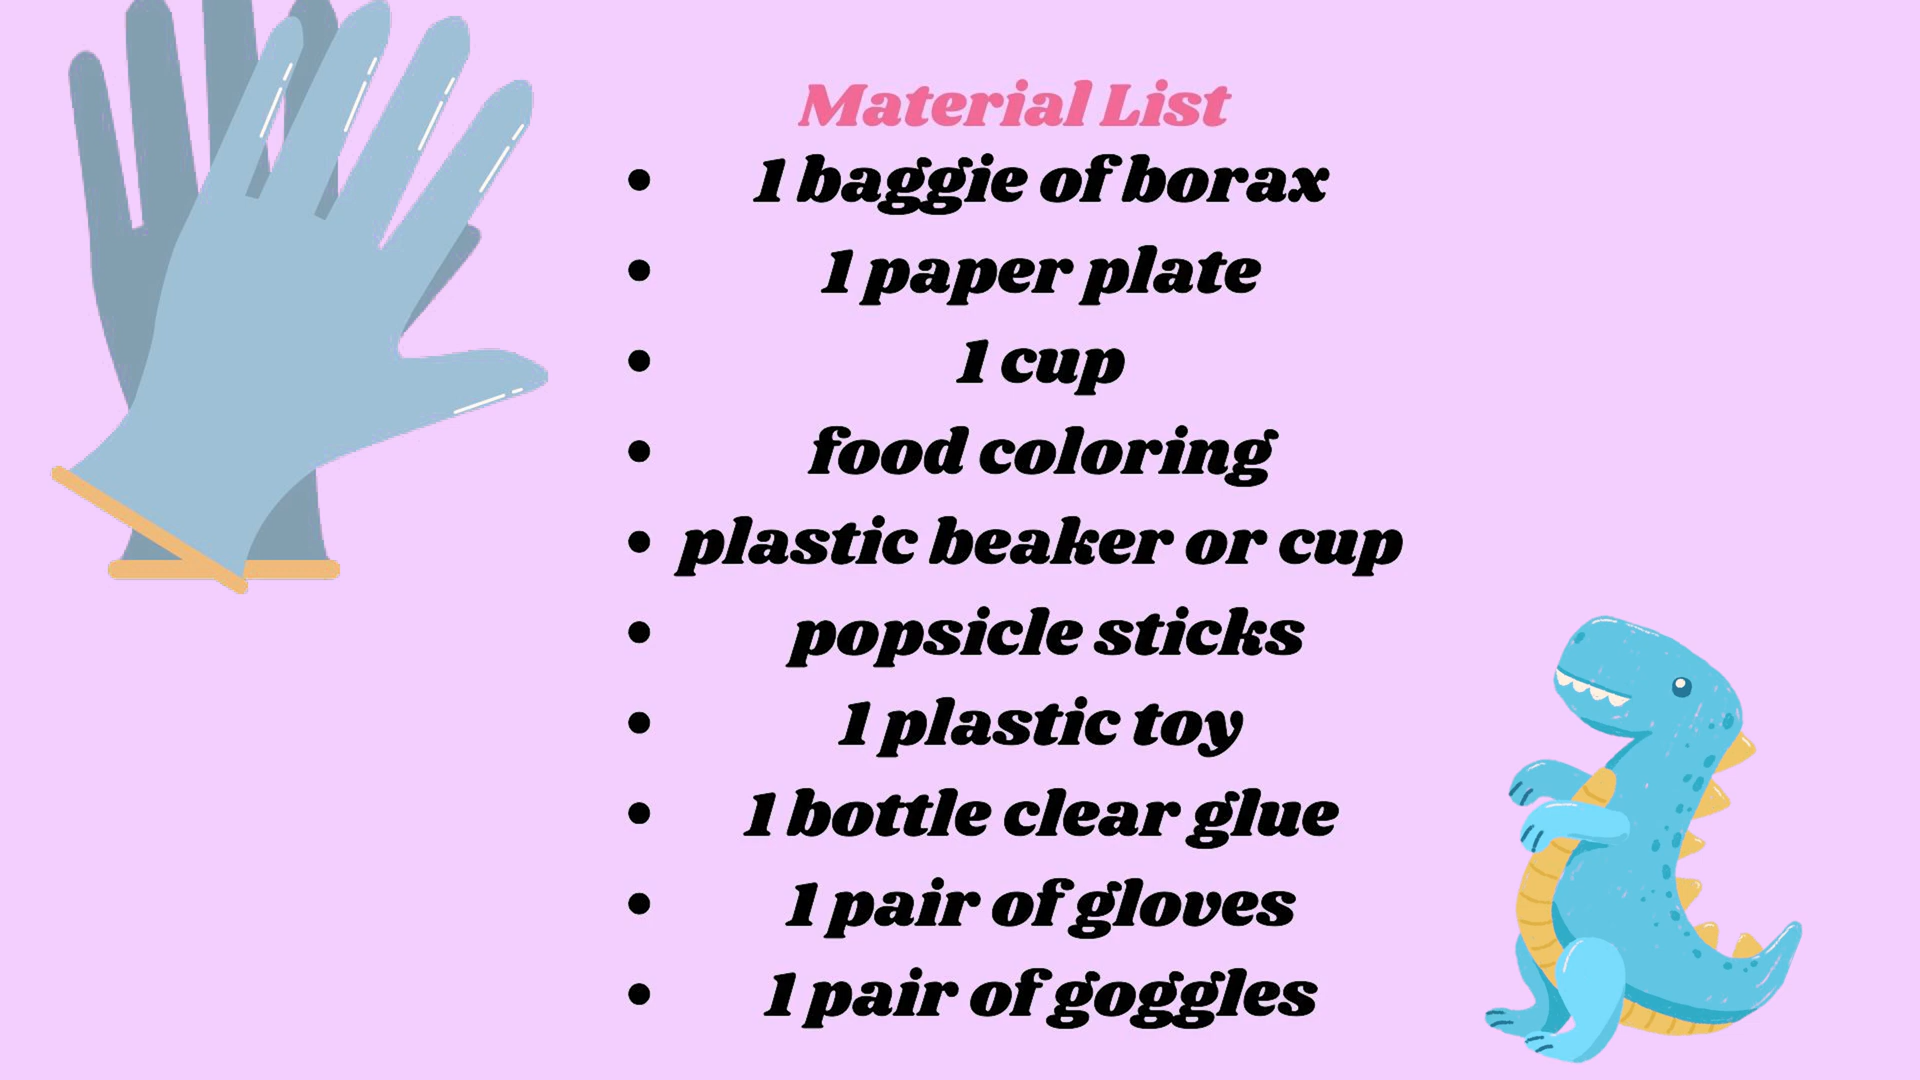 Material List
• 1 baggie of borax
• 1 paper plate
• 1 cup
• food coloring
• plastic beaker or cup
• popsicle sticks
• 1 plastic toy
• 1 bottle clear glue
• 1 pair of gloves
• 1 pair of goggles